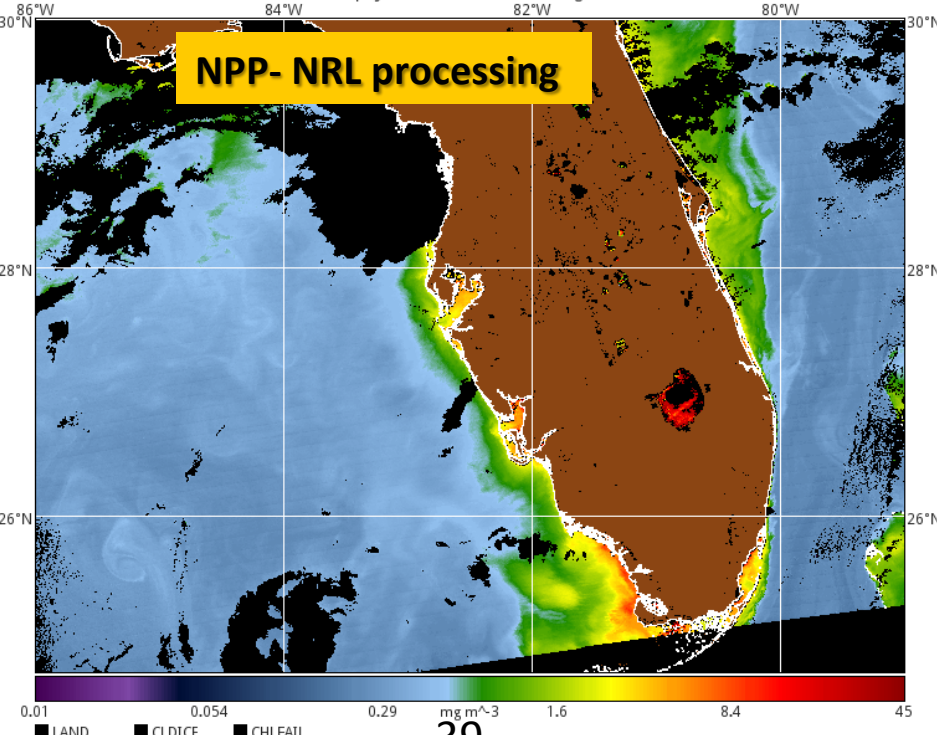 86°W 84°W 82°W 80°W
30°N 30°N
NPP- NRL processing
28°N 28°N
26°N 26°N
0.01 0.054 0.29 mg m^-3 1.6 8.4 45
LAND CLDICE CHLFAIL